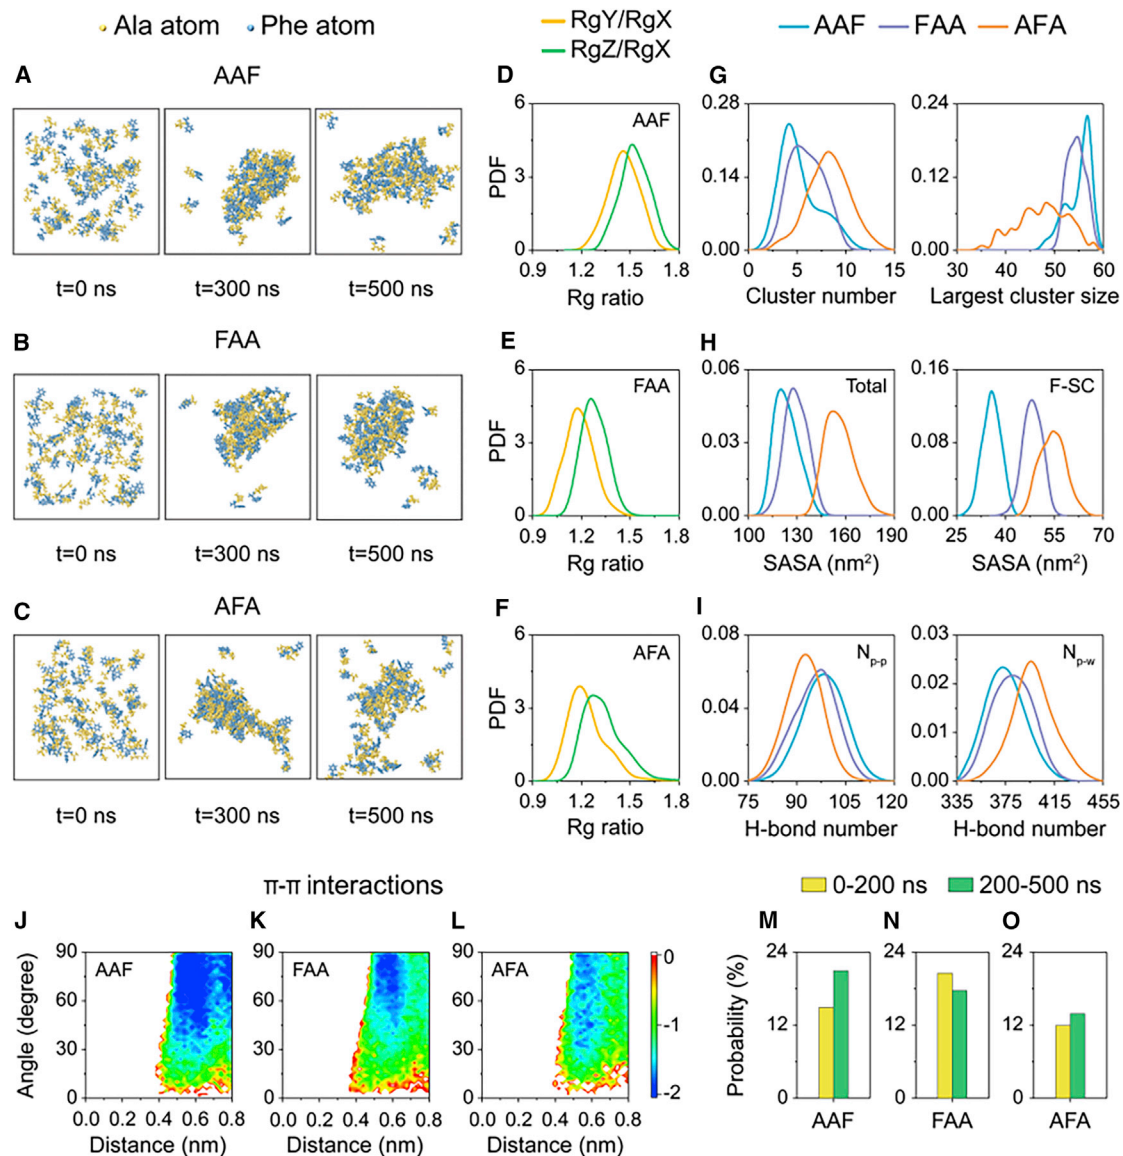 Ala atom Phe atom
RgY/RgX
RgZ/RgX
AAF FAA AFA
A AAF
t=0 ns t=300 ns t=500 ns
B FAA
t=0 ns t=300 ns t=500 ns
C AFA
t=0 ns t=300 ns t=500 ns
D
PDF
6
3
0
AAF
0.9 1.2 1.5 1.8
Rg ratio
E
PDF
6
3
0
FAA
0.9 1.2 1.5 1.8
Rg ratio
F
PDF
6
3
0
AFA
0.9 1.2 1.5 1.8
Rg ratio
G
0.28
0.14
0.00
0 5 10 15
Cluster number
0.24
0.12
0.00
30 40 50 60
Largest cluster size
H
0.06
0.03
0.00
Total
100 130 160 190
SASA (nm²)
0.16
0.08
0.00
F-SC
25 40 55 70
SASA (nm²)
I
0.08
0.04
0.00
Np-p
75 90 105 120
H-bond number
0.03
0.02
0.01
0.00
Np-w
335 375 415 455
H-bond number
π-π interactions
J
Angle (degree)
90
60
30
0
AAF
0.0 0.2 0.4 0.6 0.8
Distance (nm)
K
90
60
30
0
FAA
0.0 0.2 0.4 0.6 0.8
Distance (nm)
L
90
60
30
0
AFA
0.0 0.2 0.4 0.6 0.8
Distance (nm)
0
-1
-2
0-200 ns 200-500 ns
M
Probability (%)
24
12
0
AAF
N
24
12
0
FAA
O
24
12
0
AFA